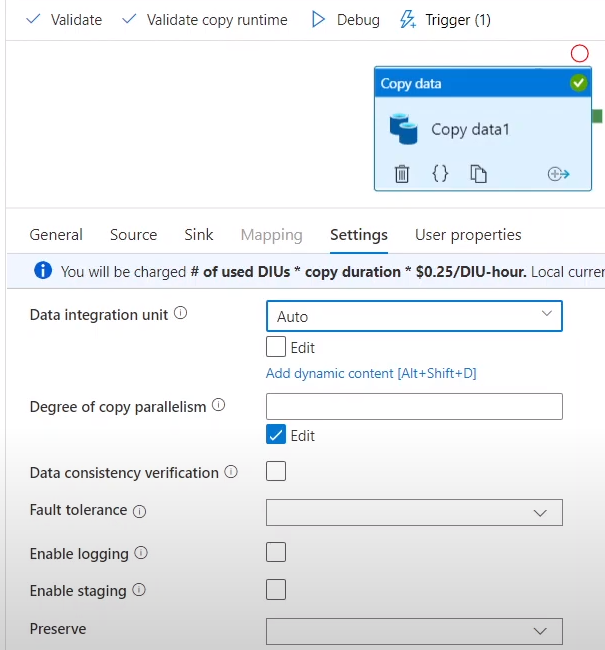 Validate Validate copy runtime Debug Trigger (1)
Copy data
Copy data1
General Source Sink Mapping Settings User properties
You will be charged # of used DIUs * copy duration * $0.25/DIU-hour. Local curre
Data integration unit Auto
Edit
Add dynamic content [Alt+Shift+D]
Degree of copy parallelism
Edit
Data consistency verification
Fault tolerance
Enable logging
Enable staging
Preserve